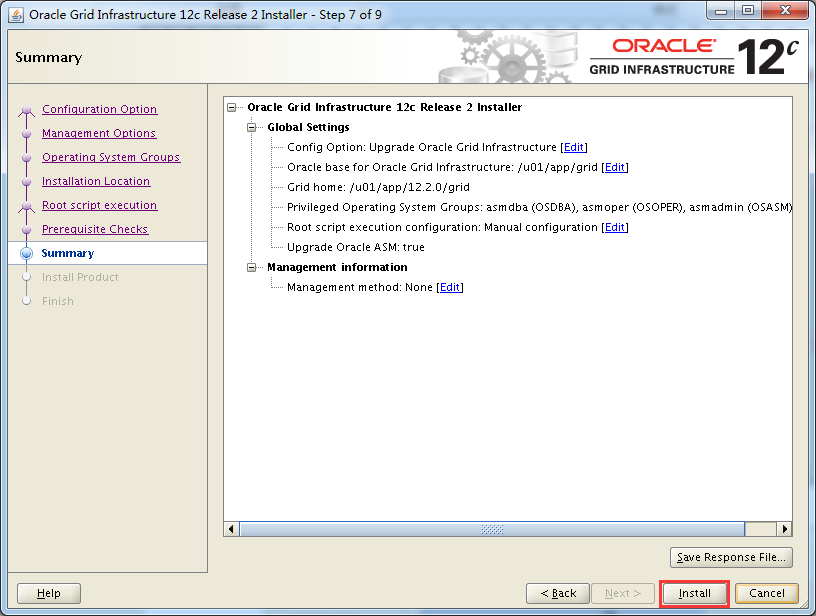 Oracle Grid Infrastructure 12c Release 2 Installer - Step 7 of 9
Summary
ORACLE
GRID INFRASTRUCTURE
12c
Configuration Option
Management Options
Operating System Groups
Installation Location
Root script execution
Prerequisite Checks
Summary
Install Product
Finish
Oracle Grid Infrastructure 12c Release 2 Installer
Global Settings
Config Option: Upgrade Oracle Grid Infrastructure [Edit]
Oracle base for Oracle Grid Infrastructure: /u01/app/grid [Edit]
Grid home: /u01/app/12.2.0/grid
Privileged Operating System Groups: asmdba (OSDBA), asmoper (OSOPER), asmadmin (OSASM)
Root script execution configuration: Manual configuration [Edit]
Upgrade Oracle ASM: true
Management information
Management method: None [Edit]
Save Response File...
Help
< Back
Next >
Install
Cancel